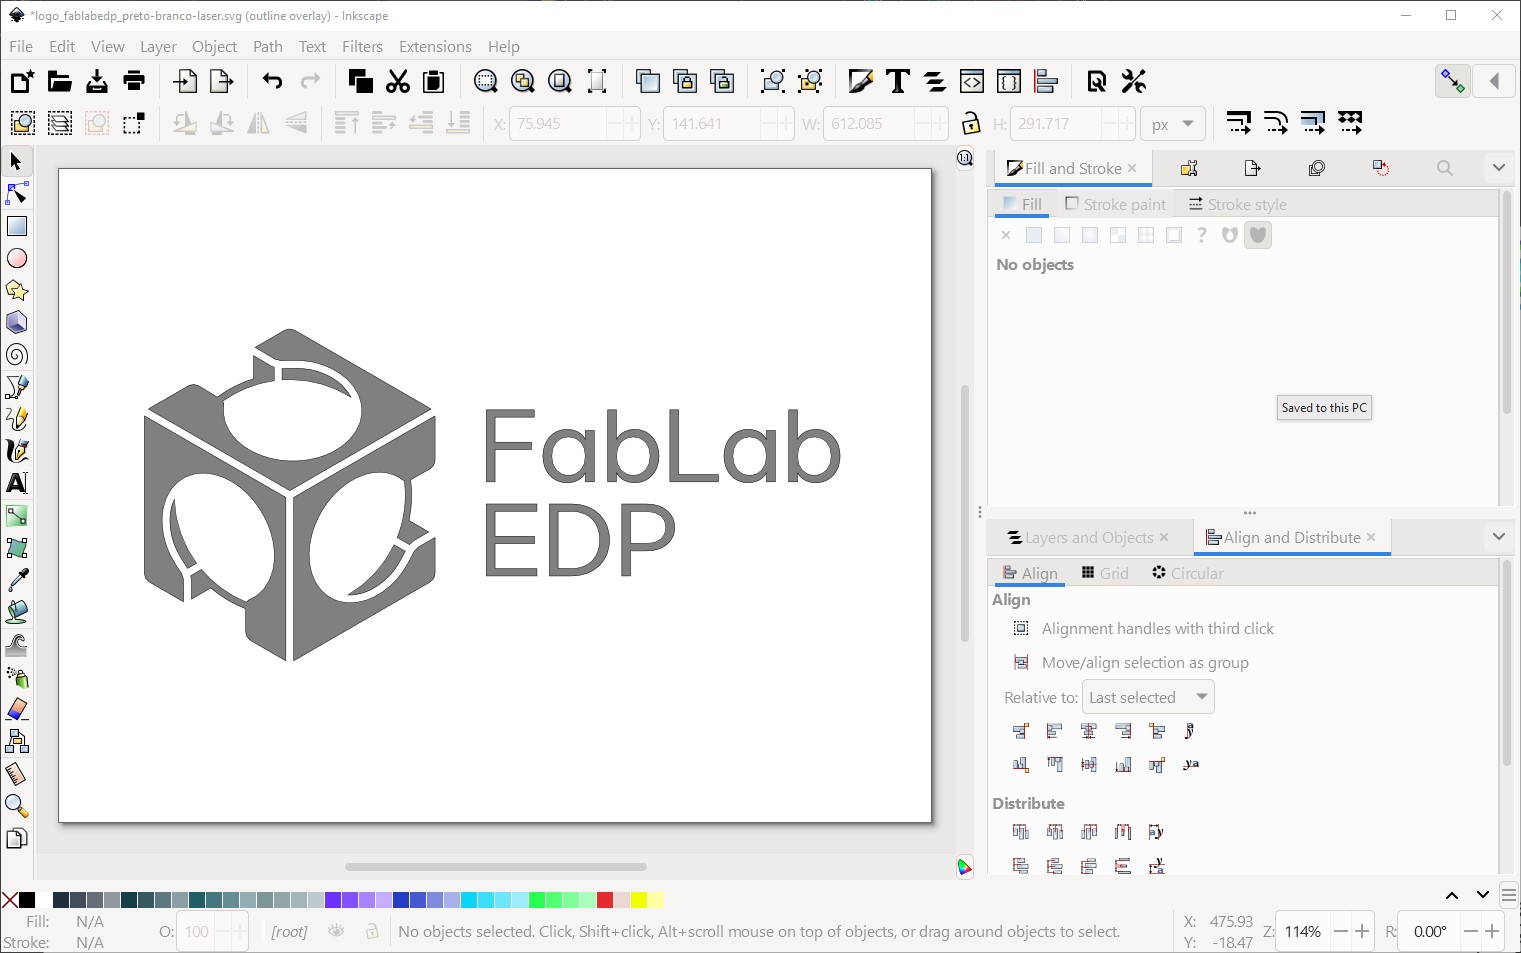 *logo_fablabedp_preto-branco-laser.svg (outline overlay) - Inkscape
File Edit View Layer Object Path Text Filters Extensions Help
X: 75.945 Y: 141.641 W: 612.085 H: 291.717 px
1:1
Fill and Stroke
Fill Stroke paint Stroke style
No objects
Saved to this PC
FabLab
EDP
Layers and Objects Align and Distribute
Align Grid Circular
Align
Alignment handles with third click
Move/align selection as group
Relative to: Last selected
Distribute
Fill: N/A
Stroke: N/A
O: 100
[root]
No objects selected. Click, Shift+click, Alt+scroll mouse on top of objects, or drag around objects to select.
X: 475.93
Y: -18.47
Z: 114%
R: 0.00°